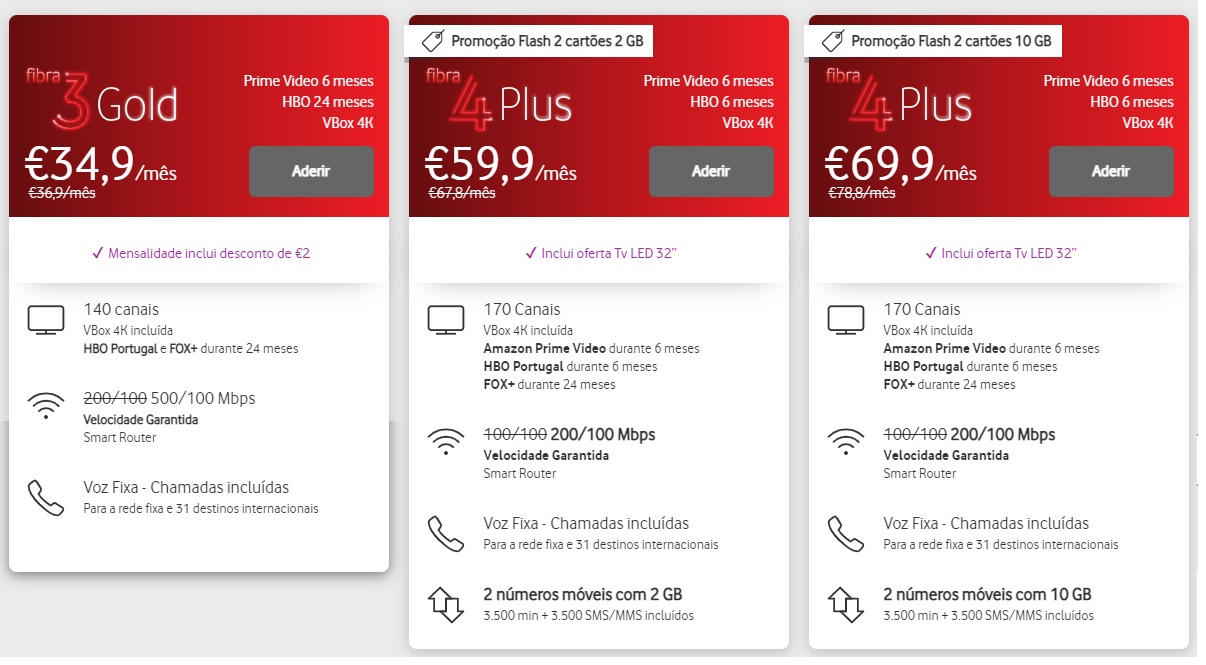 fibra
3 Gold
Prime Video 6 meses
HBO 24 meses
VBox 4K
€34,9/mês
€36,9/mês
Aderir
✓ Mensalidade inclui desconto de €2
140 canais
VBox 4K incluída
HBO Portugal e FOX+ durante 24 meses
200/100 500/100 Mbps
Velocidade Garantida
Smart Router
Voz Fixa - Chamadas incluídas
Para a rede fixa e 31 destinos internacionais
Promoção Flash 2 cartões 2 GB
fibra
4 Plus
Prime Video 6 meses
HBO 6 meses
VBox 4K
€59,9/mês
€67,8/mês
Aderir
✓ Inclui oferta Tv LED 32”
170 Canais
VBox 4K incluída
Amazon Prime Video durante 6 meses
HBO Portugal durante 6 meses
FOX+ durante 24 meses
100/100 200/100 Mbps
Velocidade Garantida
Smart Router
Voz Fixa - Chamadas incluídas
Para a rede fixa e 31 destinos internacionais
2 números móveis com 2 GB
3.500 min + 3.500 SMS/MMS incluídos
Promoção Flash 2 cartões 10 GB
fibra
4 Plus
Prime Video 6 meses
HBO 6 meses
VBox 4K
€69,9/mês
€78,8/mês
Aderir
✓ Inclui oferta Tv LED 32”
170 Canais
VBox 4K incluída
Amazon Prime Video durante 6 meses
HBO Portugal durante 6 meses
FOX+ durante 24 meses
100/100 200/100 Mbps
Velocidade Garantida
Smart Router
Voz Fixa - Chamadas incluídas
Para a rede fixa e 31 destinos internacionais
2 números móveis com 10 GB
3.500 min + 3.500 SMS/MMS incluídos